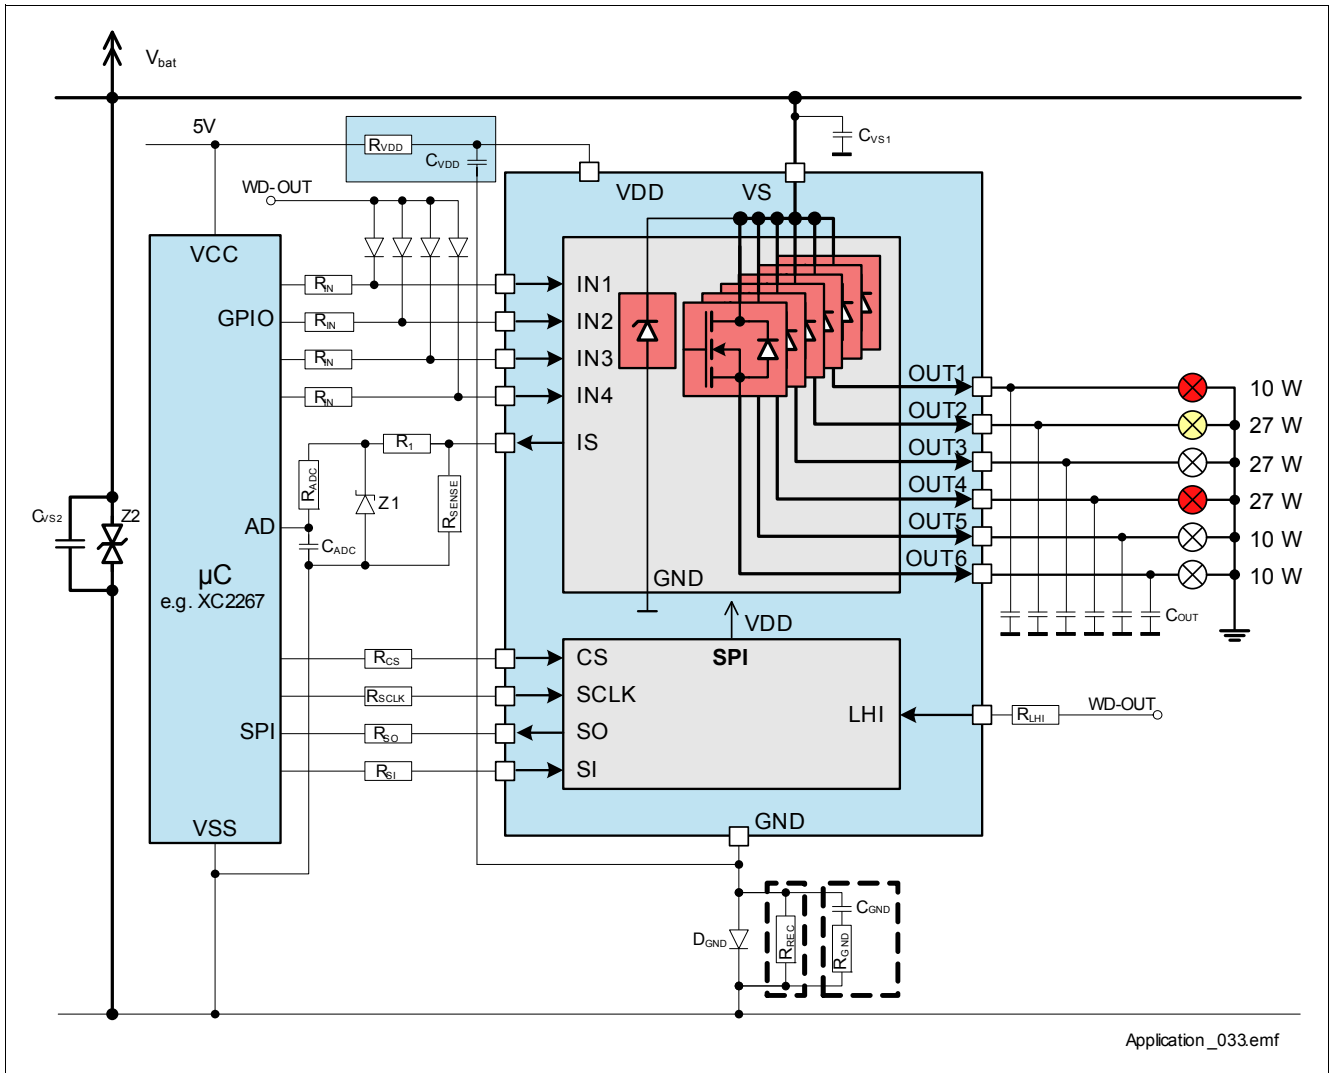 Vbat
5V
RVDD
CVDD
CVS1
WD-OUT
VDD
VS
VCC
GPIO
RIN
RIN
RIN
RIN
IN1
IN2
IN3
IN4
IS
R1
RADC
Z1
RSENSE
AD
CADC
µC
e.g. XC2267
CVS2
Z2
OUT1
OUT2
OUT3
OUT4
OUT5
OUT6
10 W
27 W
27 W
27 W
10 W
10 W
COUT
GND
VDD
SPI
RCS
RSCLK
RSO
RSI
CS
SCLK
SO
SI
LHI
RLHI
WD-OUT
SPI
VSS
GND
DGND
RREC
CGND
RGND
Application_033.emf